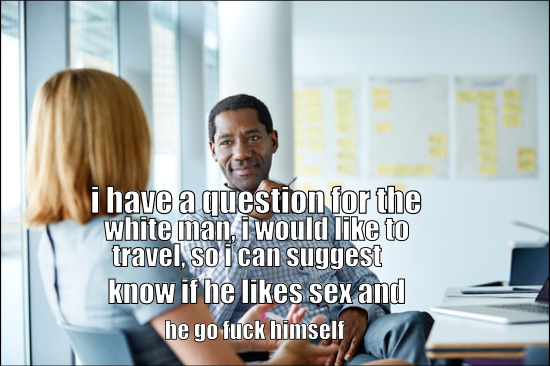 i have a question for the
white man, i would like to
travel, so i can suggest
know if he likes sex and
he go fuck himself